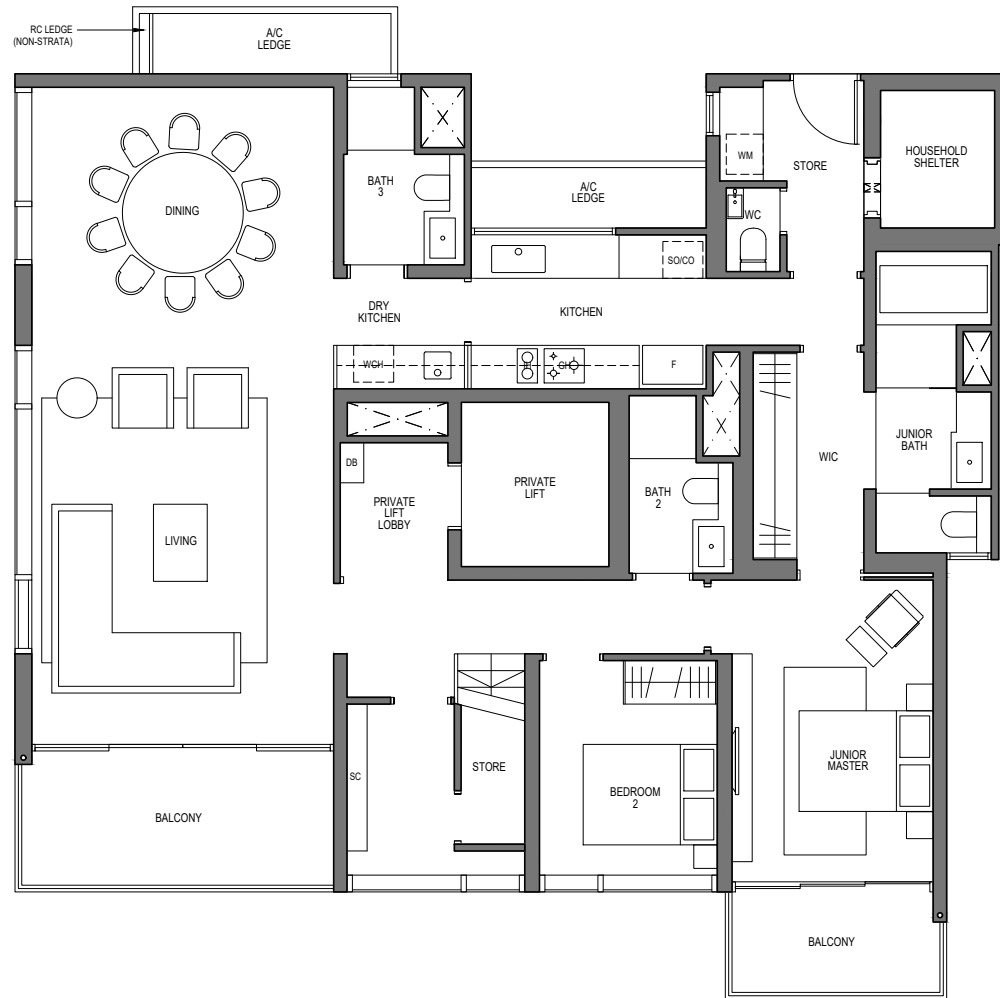 RC LEDGE
(NON-STRATA)
A/C
LEDGE
DINING
BATH
3
A/C
LEDGE
WM
STORE
WC
HOUSEHOLD
SHELTER
SO/CO
DRY
KITCHEN
KITCHEN
WCH
GH
F
DB
PRIVATE
LIFT
LOBBY
PRIVATE
LIFT
BATH
2
WIC
JUNIOR
BATH
LIVING
SC
STORE
BEDROOM
2
JUNIOR
MASTER
BALCONY
BALCONY